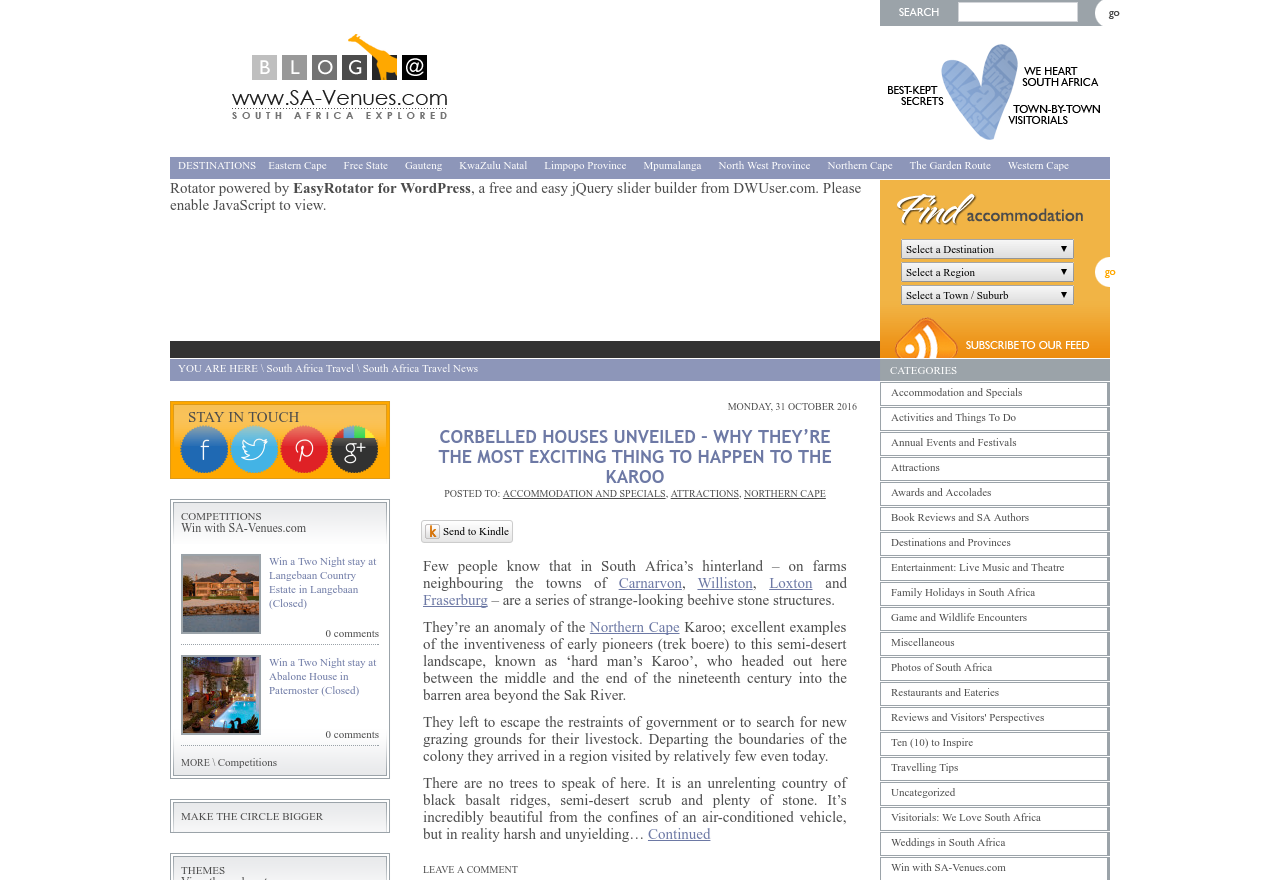 SEARCH
go
BLOG@
www.SA-Venues.com
SOUTH AFRICA EXPLORED
BEST-KEPT
SECRETS
WE HEART
SOUTH AFRICA
TOWN-BY-TOWN
VISITORIALS
DESTINATIONS Eastern Cape Free State Gauteng KwaZulu Natal Limpopo Province Mpumalanga North West Province Northern Cape The Garden Route Western Cape
Rotator powered by EasyRotator for WordPress, a free and easy jQuery slider builder from DWUser.com. Please
enable JavaScript to view.
Find accommodation
Select a Destination
Select a Region
go
Select a Town / Suburb
SUBSCRIBE TO OUR FEED
YOU ARE HERE \ South Africa Travel \ South Africa Travel News
STAY IN TOUCH
f
g+
COMPETITIONS
Win with SA-Venues.com
Win a Two Night stay at
Langebaan Country
Estate in Langebaan
(Closed)
0 comments
Win a Two Night stay at
Abalone House in
Paternoster (Closed)
0 comments
MORE \ Competitions
MAKE THE CIRCLE BIGGER
THEMES
MONDAY, 31 OCTOBER 2016
CORBELLED HOUSES UNVEILED – WHY THEY’RE
THE MOST EXCITING THING TO HAPPEN TO THE
KAROO
POSTED TO: ACCOMMODATION AND SPECIALS, ATTRACTIONS, NORTHERN CAPE
k Send to Kindle
Few people know that in South Africa’s hinterland – on farms
neighbouring the towns of Carnarvon, Williston, Loxton and
Fraserburg – are a series of strange-looking beehive stone structures.
They’re an anomaly of the Northern Cape Karoo; excellent examples
of the inventiveness of early pioneers (trek boere) to this semi-desert
landscape, known as ‘hard man’s Karoo’, who headed out here
between the middle and the end of the nineteenth century into the
barren area beyond the Sak River.
They left to escape the restraints of government or to search for new
grazing grounds for their livestock. Departing the boundaries of the
colony they arrived in a region visited by relatively few even today.
There are no trees to speak of here. It is an unrelenting country of
black basalt ridges, semi-desert scrub and plenty of stone. It’s
incredibly beautiful from the confines of an air-conditioned vehicle,
but in reality harsh and unyielding… Continued
LEAVE A COMMENT
CATEGORIES
Accommodation and Specials
Activities and Things To Do
Annual Events and Festivals
Attractions
Awards and Accolades
Book Reviews and SA Authors
Destinations and Provinces
Entertainment: Live Music and Theatre
Family Holidays in South Africa
Game and Wildlife Encounters
Miscellaneous
Photos of South Africa
Restaurants and Eateries
Reviews and Visitors' Perspectives
Ten (10) to Inspire
Travelling Tips
Uncategorized
Visitorials: We Love South Africa
Weddings in South Africa
Win with SA-Venues.com